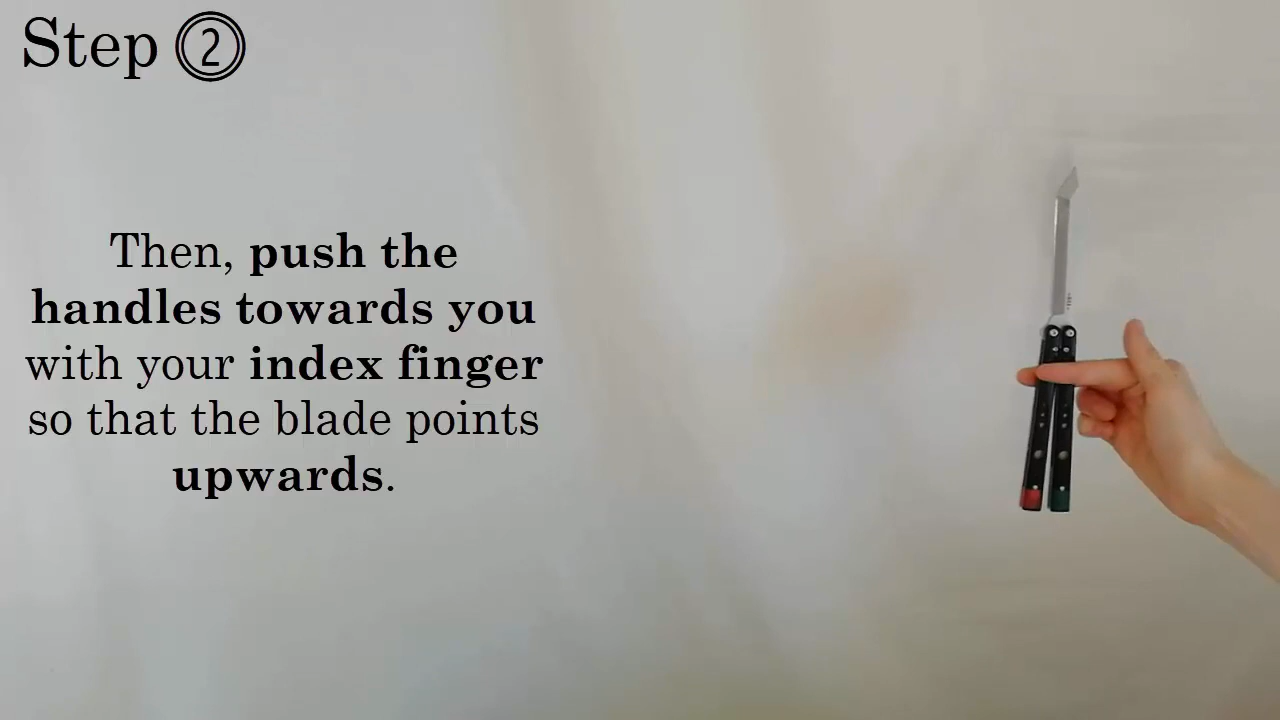 Step ②
Then, push the
handles towards you
with your index finger
so that the blade points
upwards.